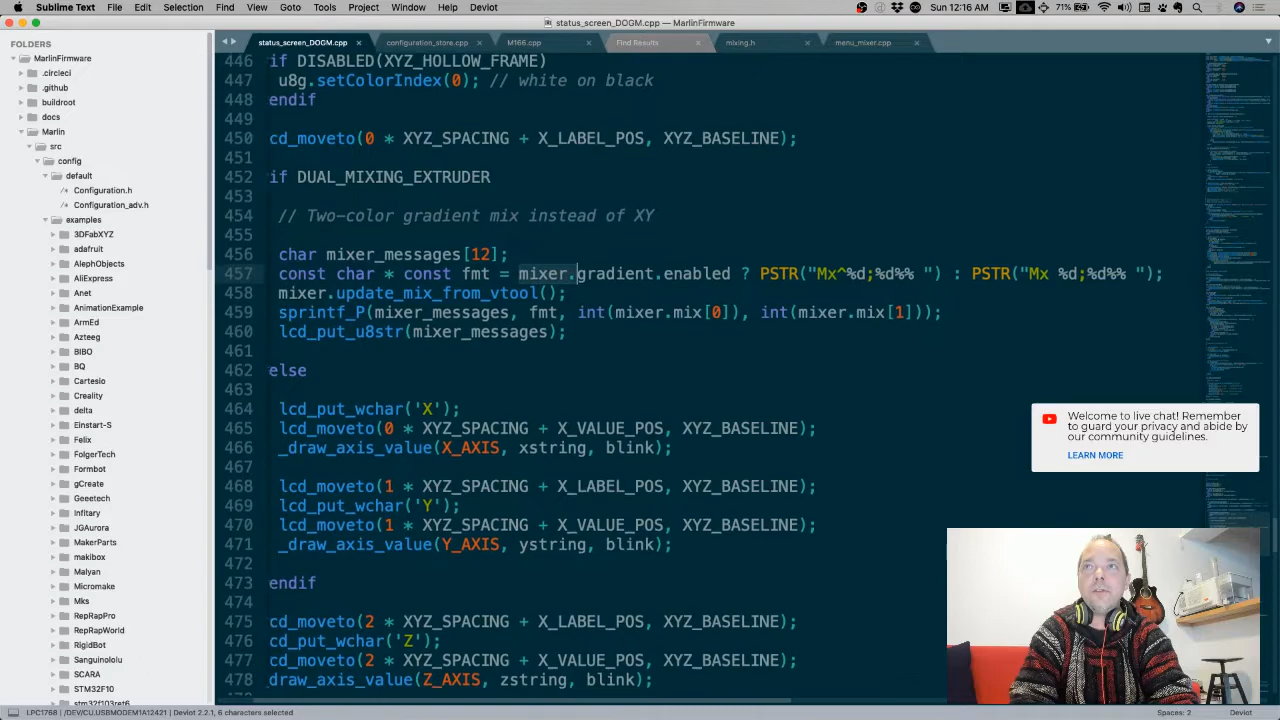 Sublime Text File Edit Selection Find View Goto Tools Project Window Help Deviot 71% Sun 12:16 AM
status_screen_DOGM.cpp — MarlinFirmware
FOLDERS
MarlinFirmware
.circleci
.github
buildroot
docs
Marlin
src
config
default
Configuration.h
Configuration_adv.h
examples
3DFabXYZ
adafruit
AlephObjects
AliExpress
Anet
AnimationExample
ArmEd
Azteeg
BIBO
BQ
Cartesio
Creality
delta
Einstart-S
Felix
FolgerTech
Formbot
gCreate
Geeetech
Infitary
JGAurora
MakerParts
makibox
Malyan
Micromake
Mks
RepRapPro
RepRapWorld
RigidBot
Sanguinololu
SCARA
STM32F10
stm32f103ret6
status_screen_DOGM.cpp configuration_store.cpp M166.cpp Find Results mixing.h menu_mixer.cpp
446 if DISABLED(XYZ_HOLLOW_FRAME)
447 u8g.setColorIndex(0); // white on black
448 endif
449
450 cd_moveto(0 * XYZ_SPACING + X_LABEL_POS, XYZ_BASELINE);
451
452 if DUAL_MIXING_EXTRUDER
453
454 // Two-color gradient mix instead of XY
455
456 char mixer_messages[12];
457 const char * const fmt = mixer.gradient.enabled ? PSTR("Mx^%d;%d%% ") : PSTR("Mx %d;%d%% ");
458 mixer.update_mix_from_vtool();
459 sprintf_P(mixer_messages, fmt, int(mixer.mix[0]), int(mixer.mix[1]));
460 lcd_put_u8str(mixer_messages);
461
462 else
463
464 lcd_put_wchar('X');
465 lcd_moveto(0 * XYZ_SPACING + X_VALUE_POS, XYZ_BASELINE);
466 _draw_axis_value(X_AXIS, xstring, blink);
467
468 lcd_moveto(1 * XYZ_SPACING + X_LABEL_POS, XYZ_BASELINE);
469 lcd_put_wchar('Y');
470 lcd_moveto(1 * XYZ_SPACING + X_VALUE_POS, XYZ_BASELINE);
471 _draw_axis_value(Y_AXIS, ystring, blink);
472
473 endif
474
475 cd_moveto(2 * XYZ_SPACING + X_LABEL_POS, XYZ_BASELINE);
476 cd_put_wchar('Z');
477 cd_moveto(2 * XYZ_SPACING + X_VALUE_POS, XYZ_BASELINE);
478 draw_axis_value(Z_AXIS, zstring, blink);
Welcome to live chat! Remember
to guard your privacy and abide by
our community guidelines.
LEARN MORE
LPC1768 | /DEV/CU.USBMODEM1A12421 | Deviot 2.2.1, 6 characters selected Spaces: 2 Deviot